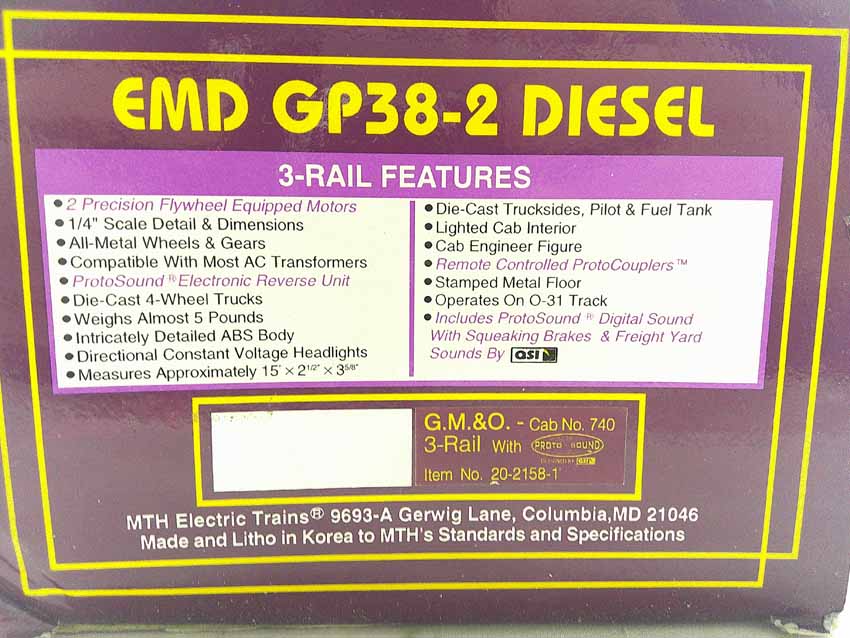 EMD GP38-2 DIESEL
3-RAIL FEATURES
• 2 Precision Flywheel Equipped Motors
• 1/4" Scale Detail & Dimensions
• All-Metal Wheels & Gears
• Compatible With Most AC Transformers
• ProtoSound ® Electronic Reverse Unit
• Die-Cast 4-Wheel Trucks
• Weighs Almost 5 Pounds
• Intricately Detailed ABS Body
• Directional Constant Voltage Headlights
• Measures Approximately 15" × 2 1/2" × 3 5/8"
• Die-Cast Trucksides, Pilot & Fuel Tank
• Lighted Cab Interior
• Cab Engineer Figure
• Remote Controlled ProtoCouplers™
• Stamped Metal Floor
• Operates On O-31 Track
• Includes ProtoSound ® Digital Sound
With Squeaking Brakes & Freight Yard
Sounds By QSI
G.M.&O. - Cab No. 740
3-Rail With PROTO-SOUND
Item No. 20-2158-1
MTH Electric Trains® 9693-A Gerwig Lane, Columbia,MD 21046
Made and Litho in Korea to MTH's Standards and Specifications